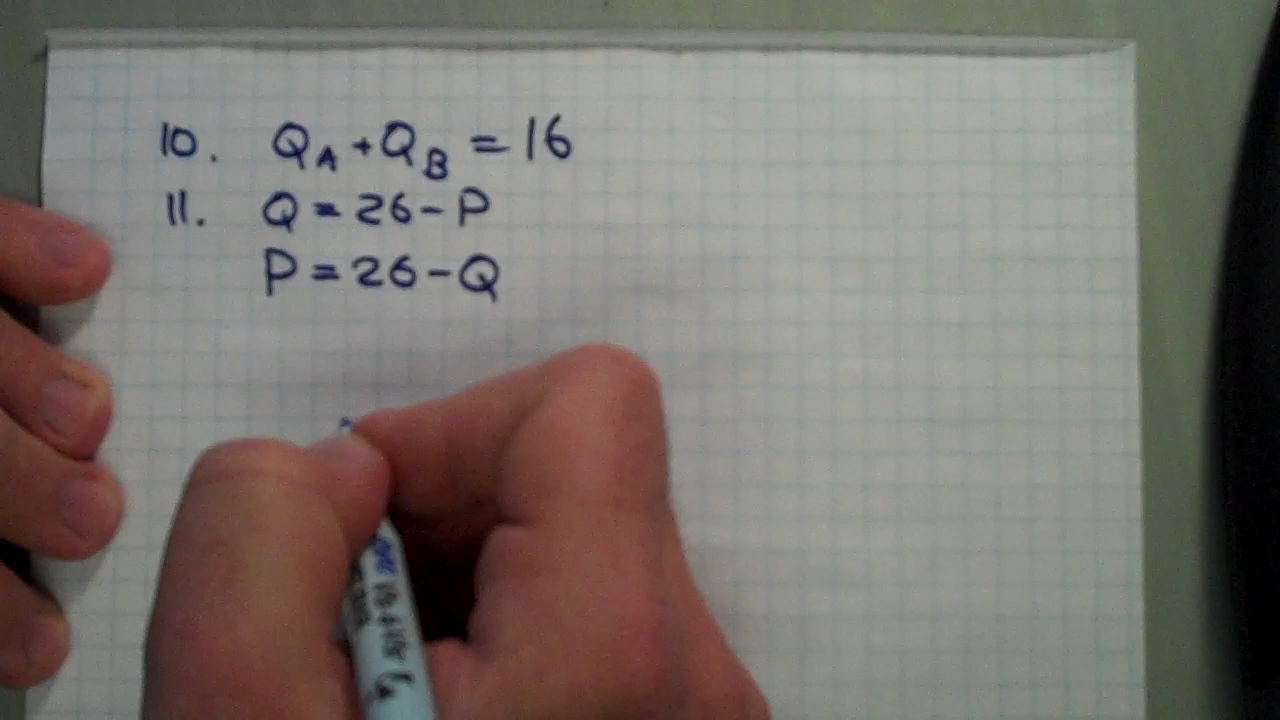 10. QA + QB = 16
11. Q = 26 - P
P = 26 - Q